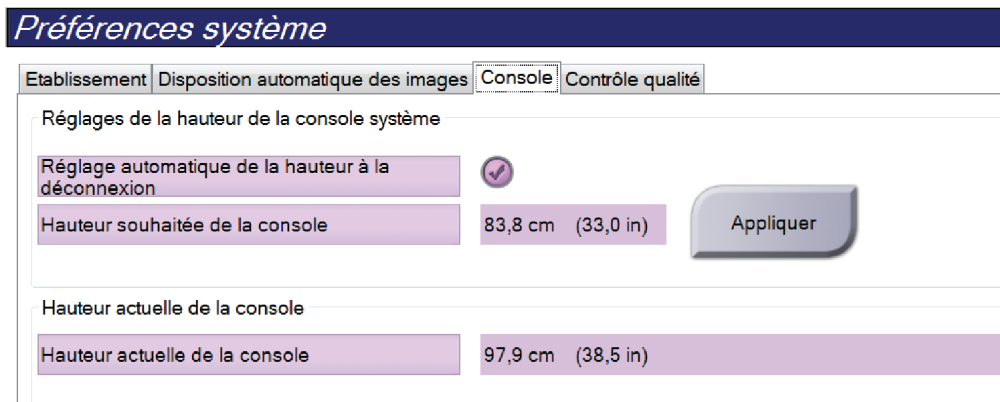 Préférences système
Etablissement Disposition automatique des images Console Contrôle qualité
Réglages de la hauteur de la console système
Réglage automatique de la hauteur à la
déconnexion
Hauteur souhaitée de la console 83,8 cm (33,0 in) Appliquer
Hauteur actuelle de la console
Hauteur actuelle de la console 97,9 cm (38,5 in)